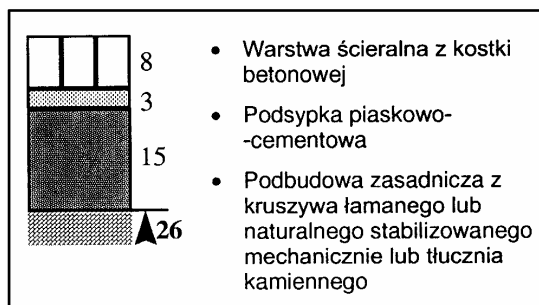 8
3
15
26
• Warstwa ścieralna z kostki
betonowej
• Podsypka piaskowo-
-cementowa
• Podbudowa zasadnicza z
kruszywa łamanego lub
naturalnego stabilizowanego
mechanicznie lub tłucznia
kamiennego